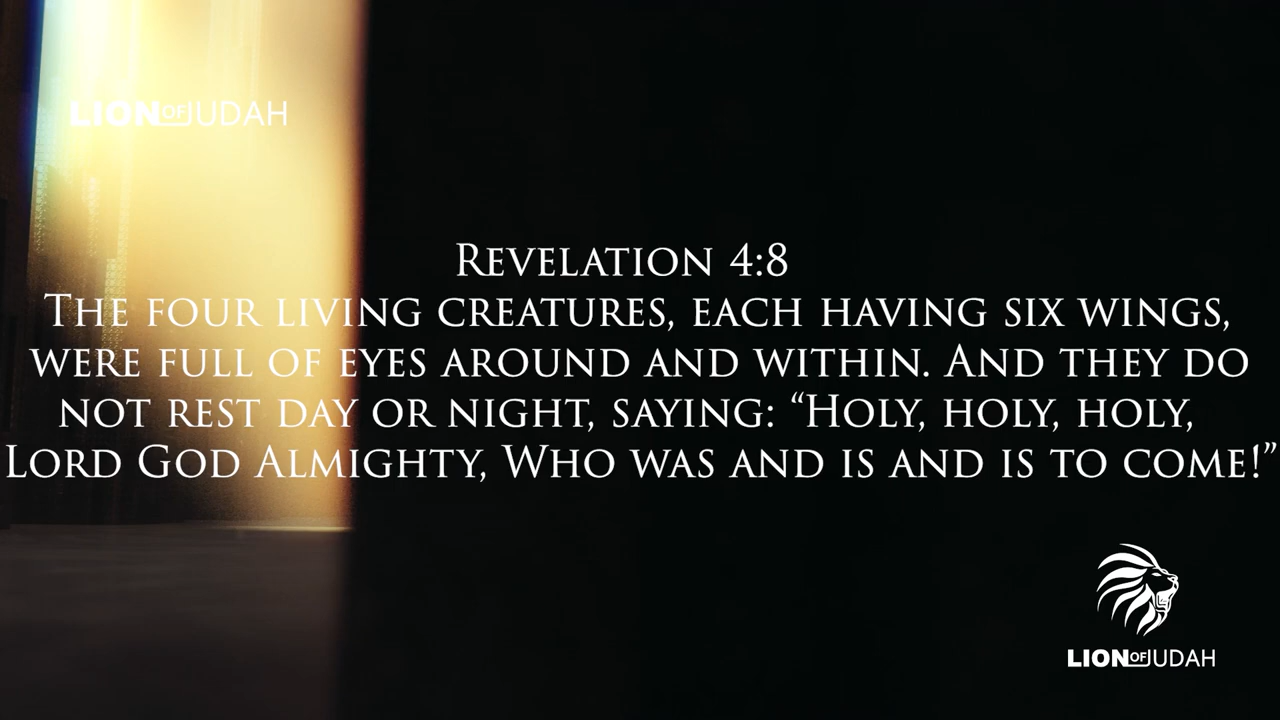 LION OF JUDAH
Revelation 4:8
The four living creatures, each having six wings,
were full of eyes around and within. And they do
not rest day or night, saying: “Holy, holy, holy,
Lord God Almighty, Who was and is and is to come!”
LION OF JUDAH